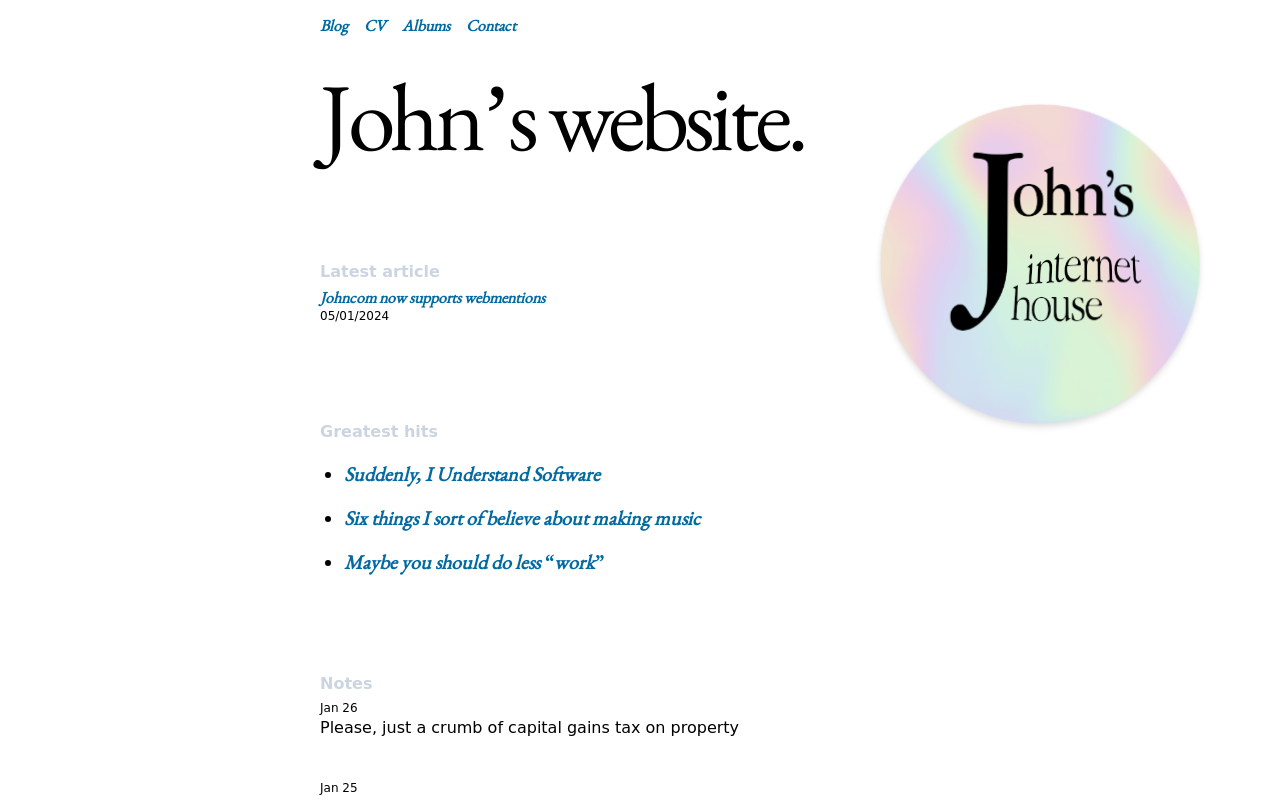 Blog CV Albums Contact
John’s website.
John’s
internet
house
Latest article
Johncom now supports webmentions
05/01/2024
Greatest hits
Suddenly, I Understand Software
Six things I sort of believe about making music
Maybe you should do less “work”
Notes
Jan 26
Please, just a crumb of capital gains tax on property
Jan 25